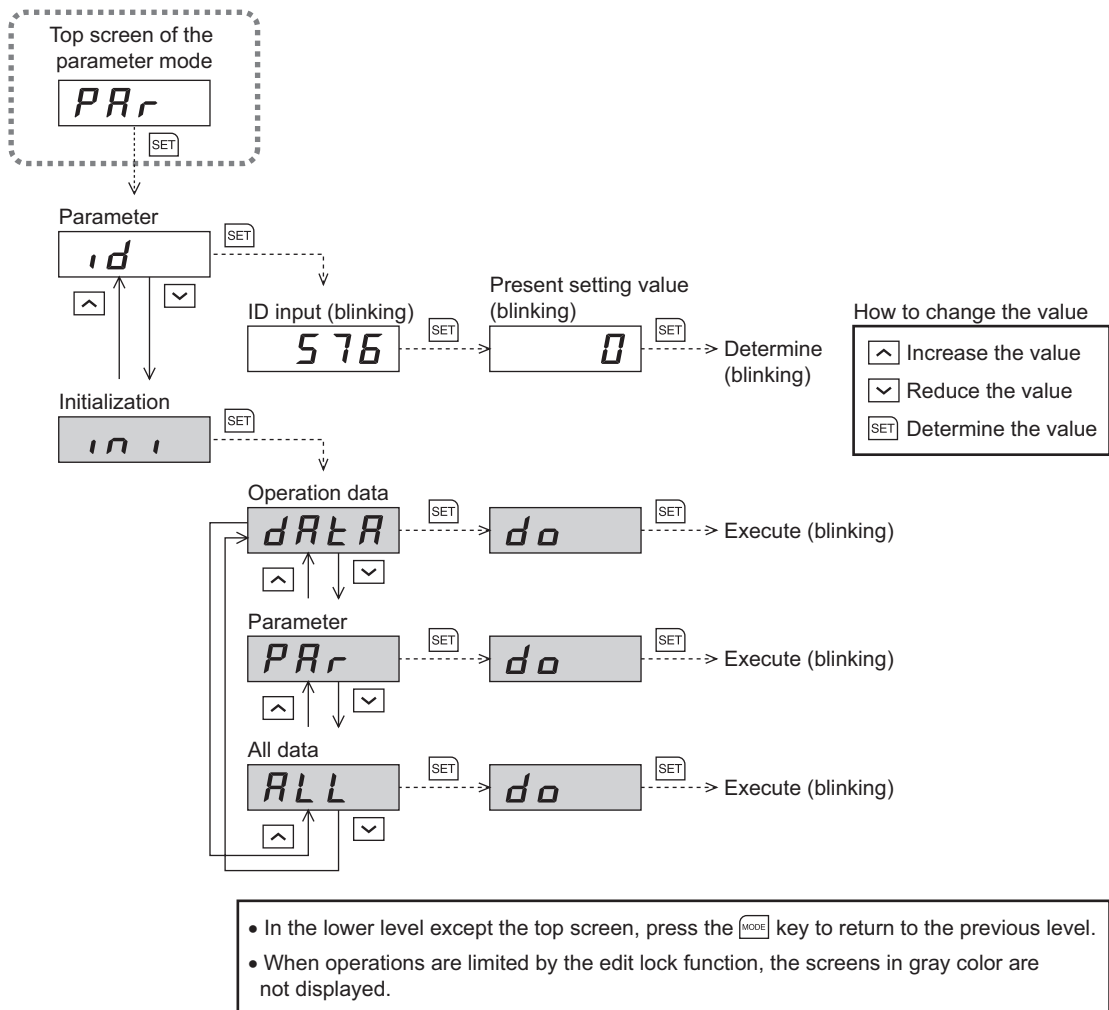 Top screen of the
parameter mode
PAr
SET
Parameter
id
SET
ID input (blinking)
576
SET
Present setting value
(blinking)
0
SET
Determine
(blinking)
How to change the value
Increase the value
Reduce the value
SET Determine the value
Initialization
ini
SET
Operation data
dAtA
SET
do
SET
Execute (blinking)
Parameter
PAr
SET
do
SET
Execute (blinking)
All data
ALL
SET
do
SET
Execute (blinking)
• In the lower level except the top screen, press the MODE key to return to the previous level.
• When operations are limited by the edit lock function, the screens in gray color are
not displayed.